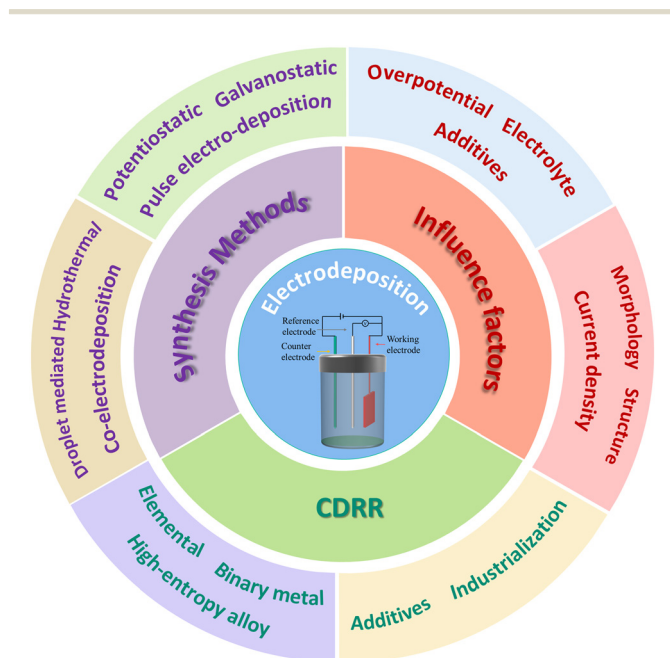 Potentiostatic Galvanostatic
Pulse electro-deposition
Overpotential Electrolyte
Additives
Synthesis Methods
Influence factors
Electrodeposition
Reference
electrode
Counter
electrode
Working
electrode
Droplet mediated Hydrothermal/
Co-electrodeposition
Morphology Structure
Current density
CDRR
Elemental Binary metal
High-entropy alloy
Additives Industrialization